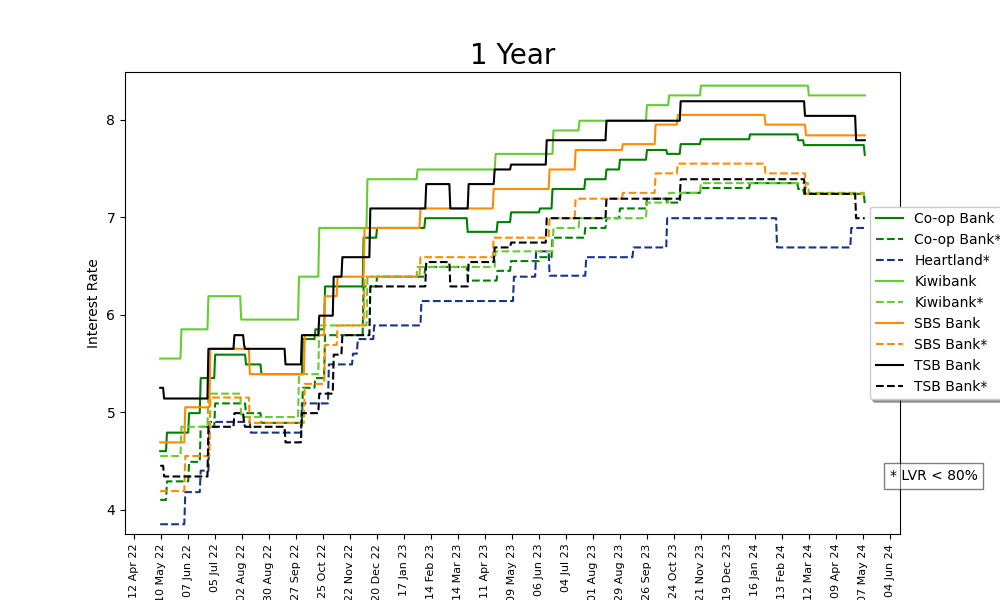 1 Year
Interest Rate
8
7
6
5
4
12 Apr 22
10 May 22
07 Jun 22
05 Jul 22
02 Aug 22
30 Aug 22
27 Sep 22
25 Oct 22
22 Nov 22
20 Dec 22
17 Jan 23
14 Feb 23
14 Mar 23
11 Apr 23
09 May 23
06 Jun 23
04 Jul 23
01 Aug 23
29 Aug 23
26 Sep 23
24 Oct 23
21 Nov 23
19 Dec 23
16 Jan 24
13 Feb 24
12 Mar 24
09 Apr 24
07 May 24
04 Jun 24
Co-op Bank
Co-op Bank*
Heartland*
Kiwibank
Kiwibank*
SBS Bank
SBS Bank*
TSB Bank
TSB Bank*
* LVR < 80%